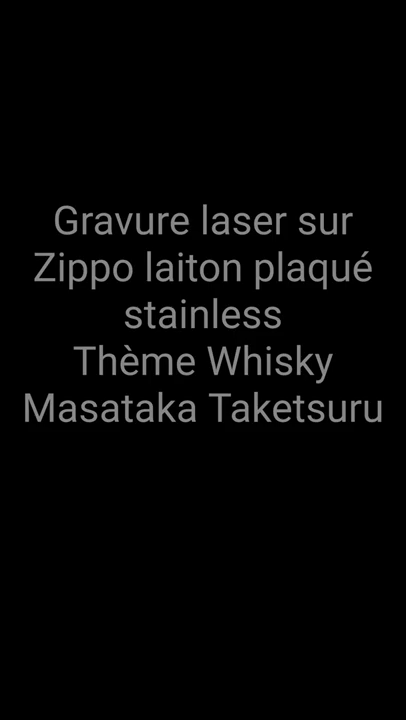 Gravure laser sur
Zippo laiton plaqué
stainless
Thème Whisky
Masataka Taketsuru